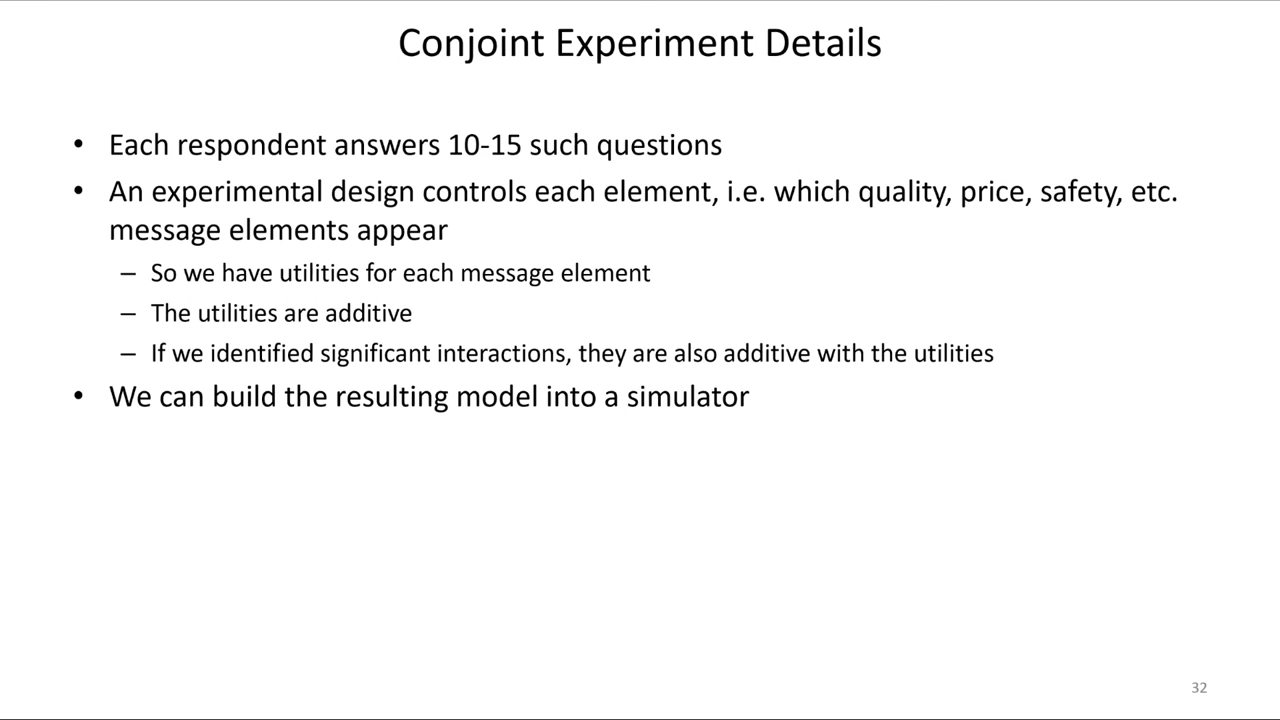 Conjoint Experiment Details
• Each respondent answers 10-15 such questions
• An experimental design controls each element, i.e. which quality, price, safety, etc.
message elements appear
– So we have utilities for each message element
– The utilities are additive
– If we identified significant interactions, they are also additive with the utilities
• We can build the resulting model into a simulator
32